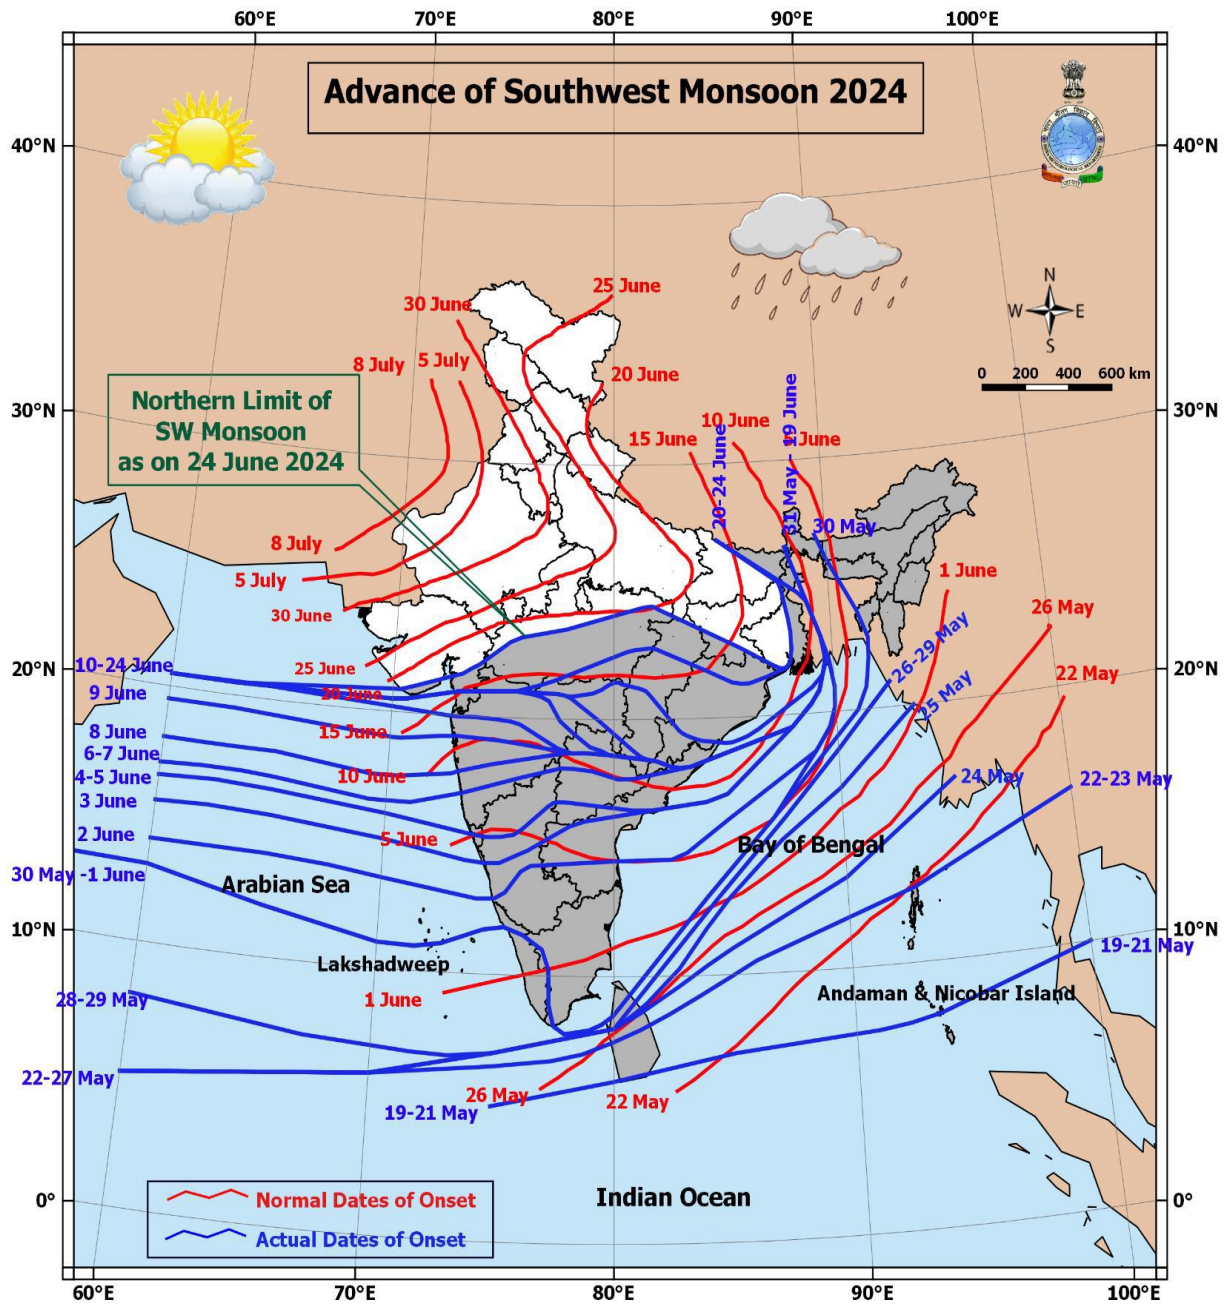 60°E 70°E 80°E 90°E 100°E
Advance of Southwest Monsoon 2024
40°N 40°N
N
W E
S
0 200 400 600 km
25 June
30 June
8 July 5 July
20 June
10 June
15 June
20-24 June
31 May - 19 June
June
30 May
Northern Limit of
SW Monsoon
as on 24 June 2024
30°N 30°N
8 July
5 July
30 June
1 June
26 May
22 May
26-29 May
25 May
25 June
20 June
15 June
10 June
5 June
20°N 20°N
10-24 June
9 June
8 June
6-7 June
4-5 June
3 June
2 June
30 May -1 June
24 May
22-23 May
Bay of Bengal
Arabian Sea
10°N 10°N
19-21 May
Lakshadweep
Andaman & Nicobar Island
1 June
28-29 May
22-27 May
26 May
19-21 May
22 May
0° 0°
Indian Ocean
Normal Dates of Onset
Actual Dates of Onset
60°E 70°E 80°E 90°E 100°E